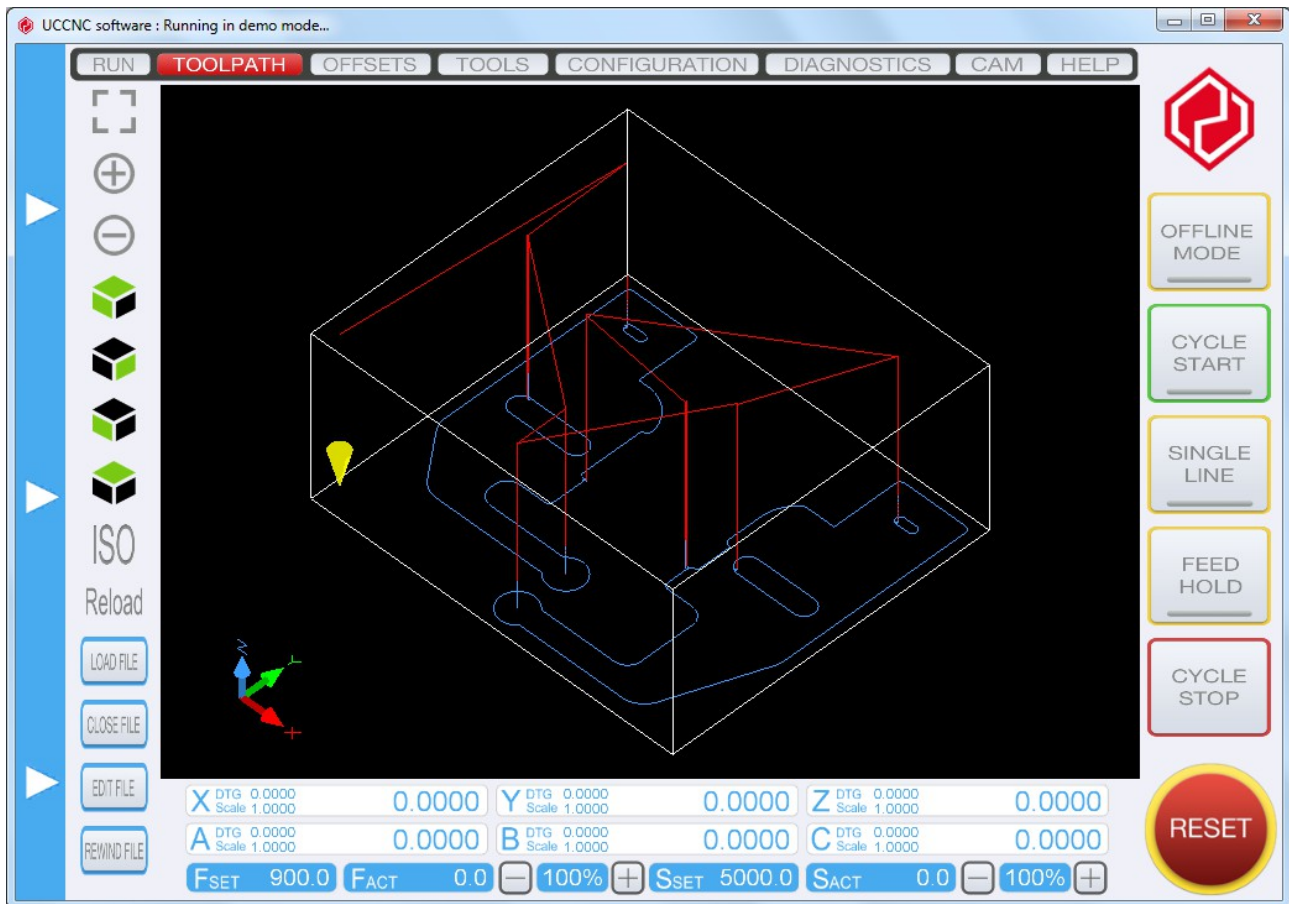 UCCNC software : Running in demo mode...
RUN TOOLPATH OFFSETS TOOLS CONFIGURATION DIAGNOSTICS CAM HELP
OFFLINE
MODE
CYCLE
START
SINGLE
LINE
FEED
HOLD
CYCLE
STOP
RESET
ISO
Reload
LOAD FILE
CLOSE FILE
EDIT FILE
REWIND FILE
Z
Y
X DTG 0.0000 Scale 1.0000 0.0000 Y DTG 0.0000 Scale 1.0000 0.0000 Z DTG 0.0000 Scale 1.0000 0.0000
A DTG 0.0000 Scale 1.0000 0.0000 B DTG 0.0000 Scale 1.0000 0.0000 C DTG 0.0000 Scale 1.0000 0.0000
FSET 900.0 FACT 0.0 100% SSET 5000.0 SACT 0.0 100%